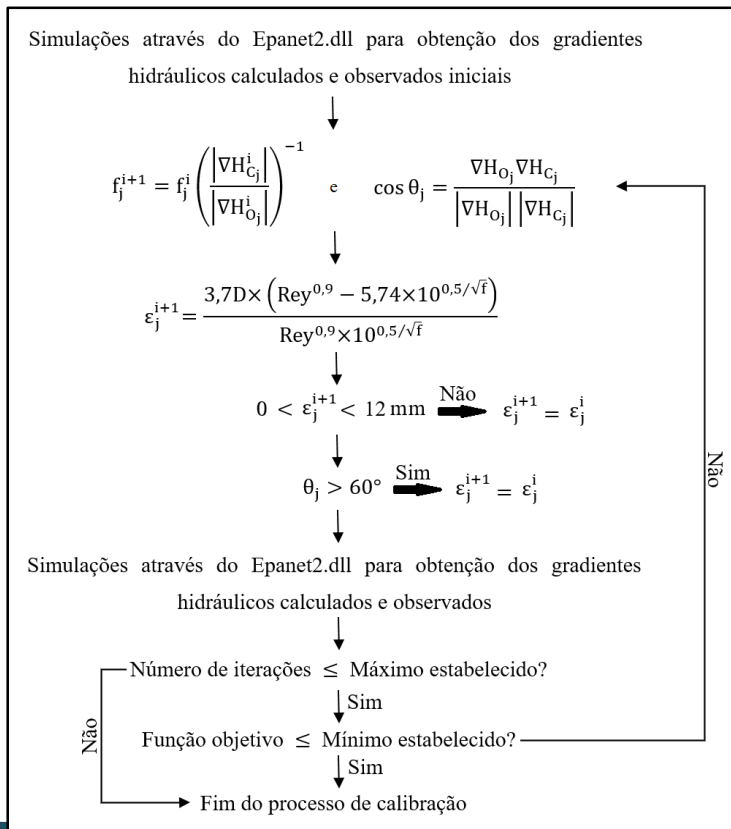 Simulações através do Epanet2.dll para obtenção dos gradientes
hidráulicos calculados e observados iniciais
f_j^{i+1} = f_j^i (|∇H_{C_j}^i| / |∇H_{O_j}^i|)^{-1} e cos θ_j = ∇H_{O_j}∇H_{C_j} / |∇H_{O_j}| |∇H_{C_j}|
ε_j^{i+1} = 3,7D× (Rey^{0,9} − 5,74×10^{0,5/√f}) / Rey^{0,9}×10^{0,5/√f}
0 < ε_j^{i+1} < 12 mm Não ε_j^{i+1} = ε_j^i
θ_j > 60° Sim ε_j^{i+1} = ε_j^i
Não
Simulações através do Epanet2.dll para obtenção dos gradientes
hidráulicos calculados e observados
Número de iterações ≤ Máximo estabelecido?
Sim
Não
Função objetivo ≤ Mínimo estabelecido?
Sim
Fim do processo de calibração